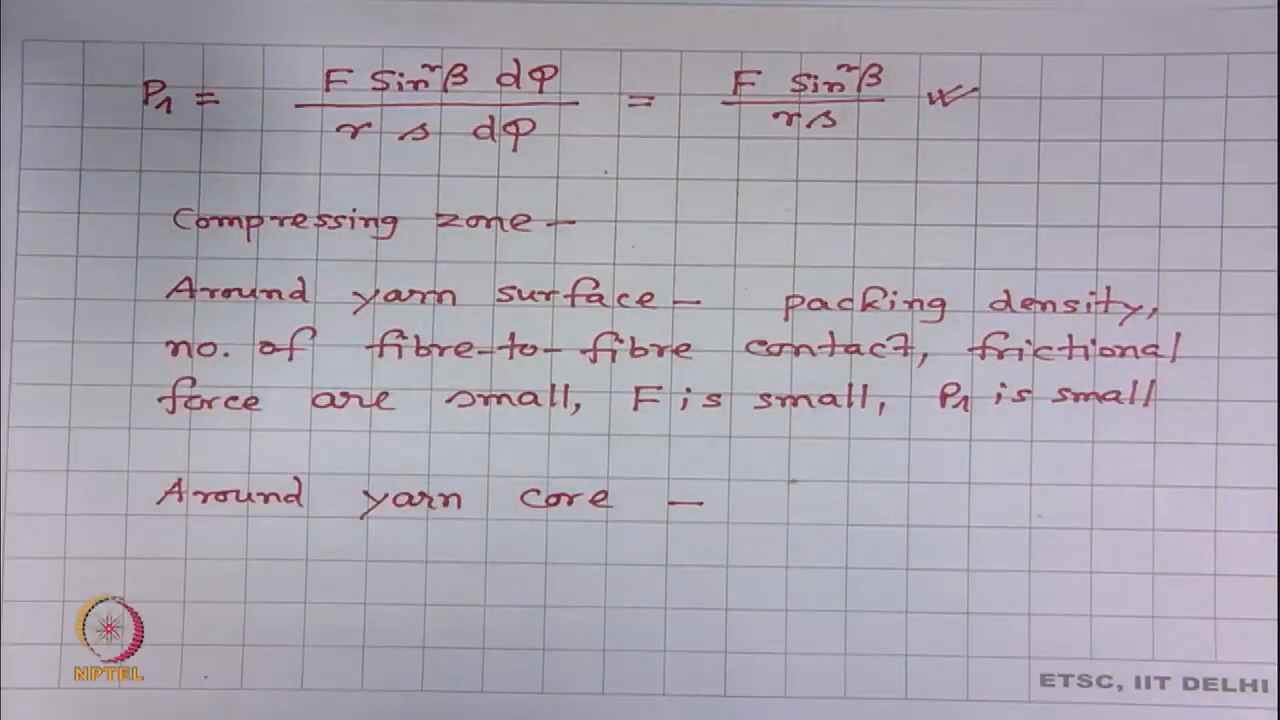 P₁ = F Sin²β dφ / r s dφ = F Sin²β / r s
Compressing zone –
Around yarn surface – packing density,
no. of fibre-to-fibre contact, frictional
force are small, F is small, P₁ is small
Around yarn core –
NPTEL
ETSC, IIT DELHI